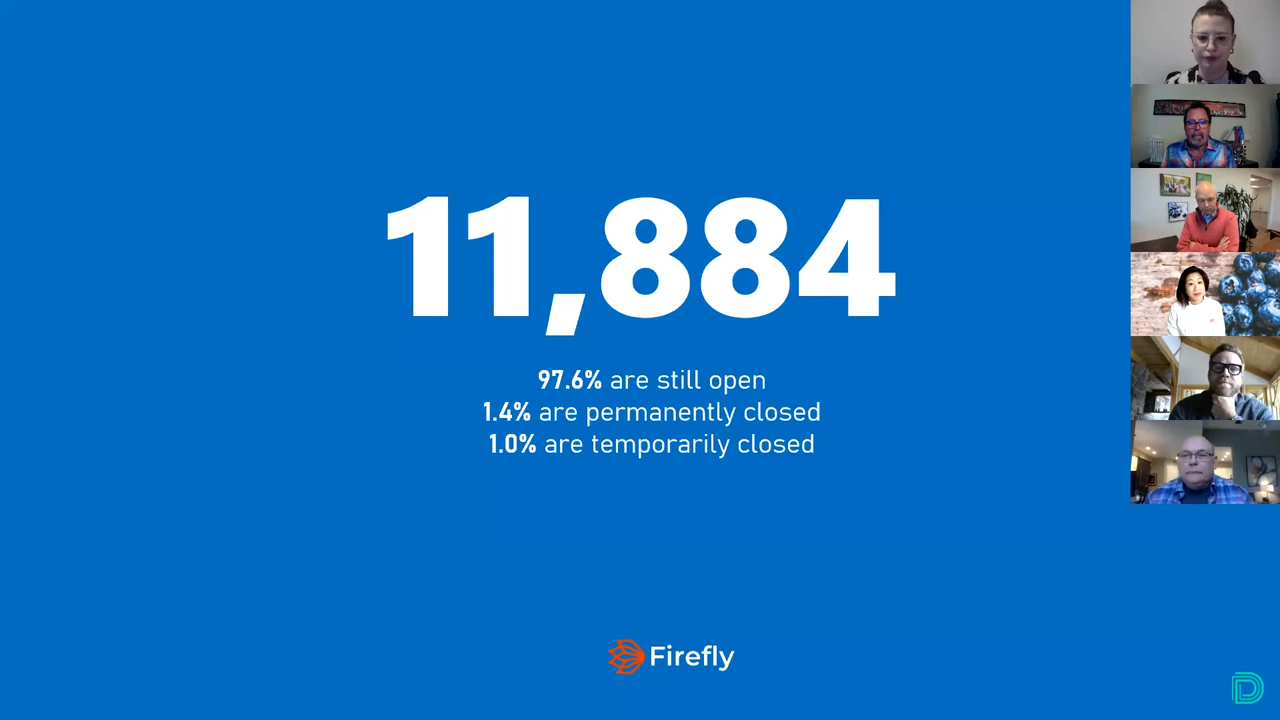 11,884
97.6% are still open
1.4% are permanently closed
1.0% are temporarily closed
Firefly